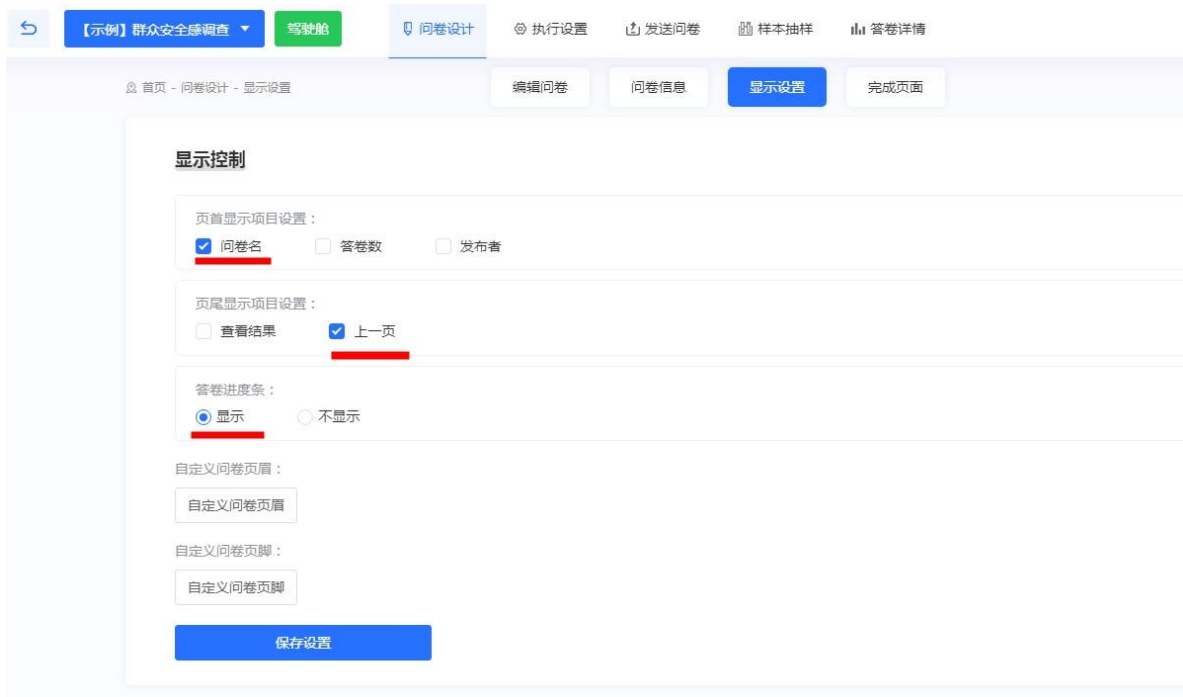 【示例】群众安全感调查 驾驶舱 问卷设计 执行设置 发送问卷 样本抽样 答卷详情
首页 - 问卷设计 - 显示设置 编辑问卷 问卷信息 显示设置 完成页面
显示控制
页首显示项目设置：
问卷名 答卷数 发布者
页尾显示项目设置：
查看结果 上一页
答卷进度条：
显示 不显示
自定义问卷页眉：
自定义问卷页眉
自定义问卷页脚：
自定义问卷页脚
保存设置